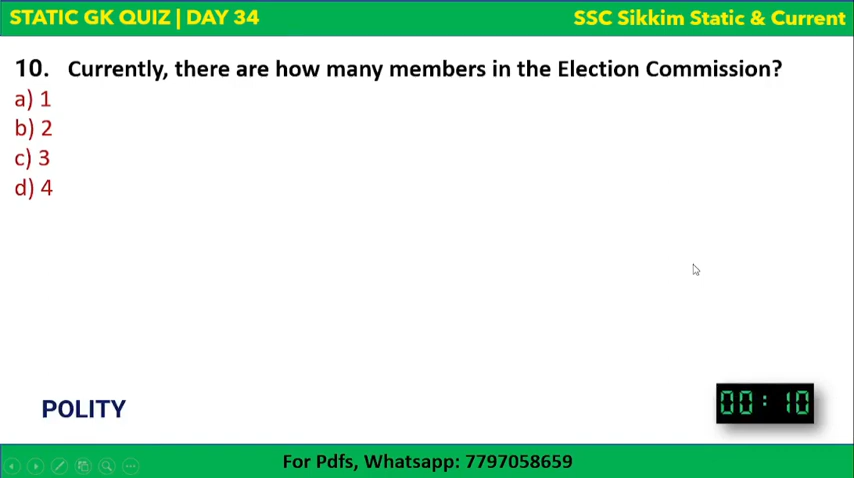 STATIC GK QUIZ | DAY 34
SSC Sikkim Static & Current
10. Currently, there are how many members in the Election Commission?
a) 1
b) 2
c) 3
d) 4
POLITY
00:10
For Pdfs, Whatsapp: 7797058659